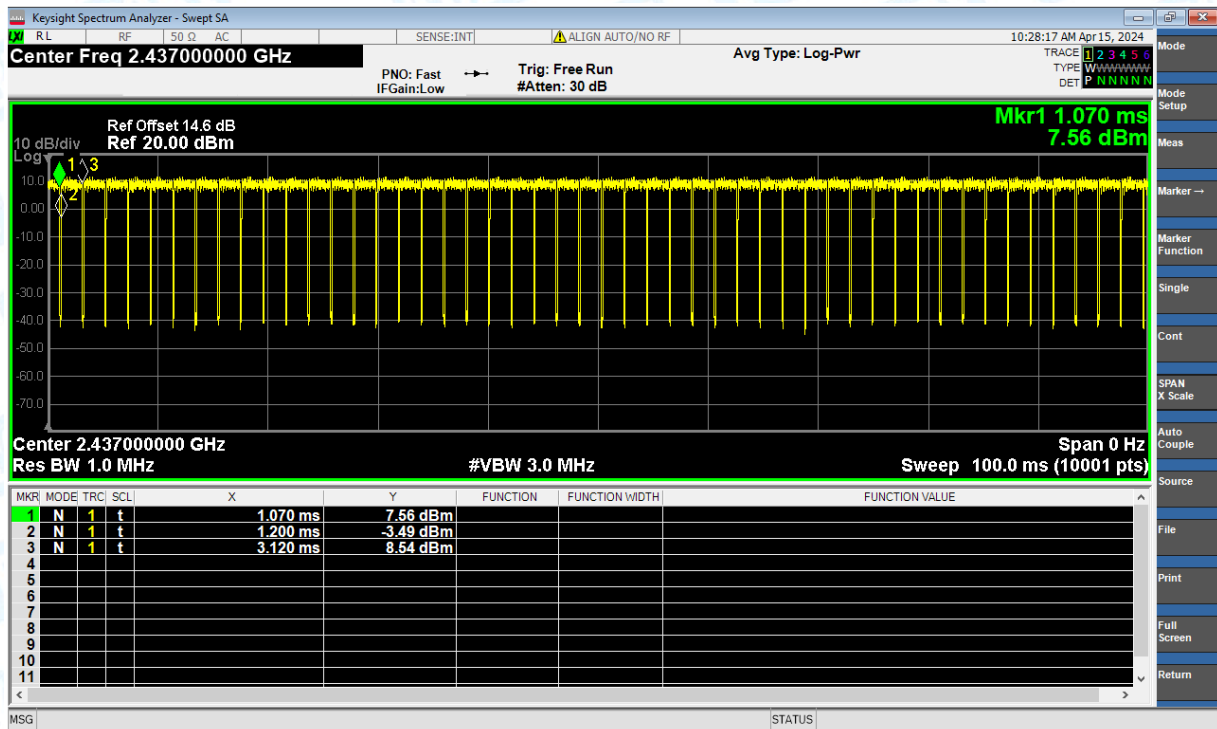 Keysight Spectrum Analyzer - Swept SA
LXI RL RF 50 Ω AC SENSE:INT ALIGN AUTO/NO RF 10:28:17 AM Apr 15, 2024
Center Freq 2.437000000 GHz
Avg Type: Log-Pwr
TRACE 1 2 3 4 5 6
TYPE WWWWWW
DET P NNNNN
PNO: Fast
IFGain:Low
Trig: Free Run
#Atten: 30 dB
Mkr1 1.070 ms
7.56 dBm
Ref Offset 14.6 dB
10 dB/div Ref 20.00 dBm
Log
1 3
2
10.0
0.00
-10.0
-20.0
-30.0
-40.0
-50.0
-60.0
-70.0
Center 2.437000000 GHz Span 0 Hz
Res BW 1.0 MHz #VBW 3.0 MHz Sweep 100.0 ms (10001 pts)
MKR MODE TRC SCL X Y FUNCTION FUNCTION WIDTH FUNCTION VALUE
1 N 1 t 1.070 ms 7.56 dBm
2 N 1 t 1.200 ms -3.49 dBm
3 N 1 t 3.120 ms 8.54 dBm
4
5
6
7
8
9
10
11
MSG STATUS
Mode
Mode
Setup
Meas
Marker →
Marker
Function
Single
Cont
SPAN
X Scale
Auto
Couple
Source
File
Print
Full
Screen
Return